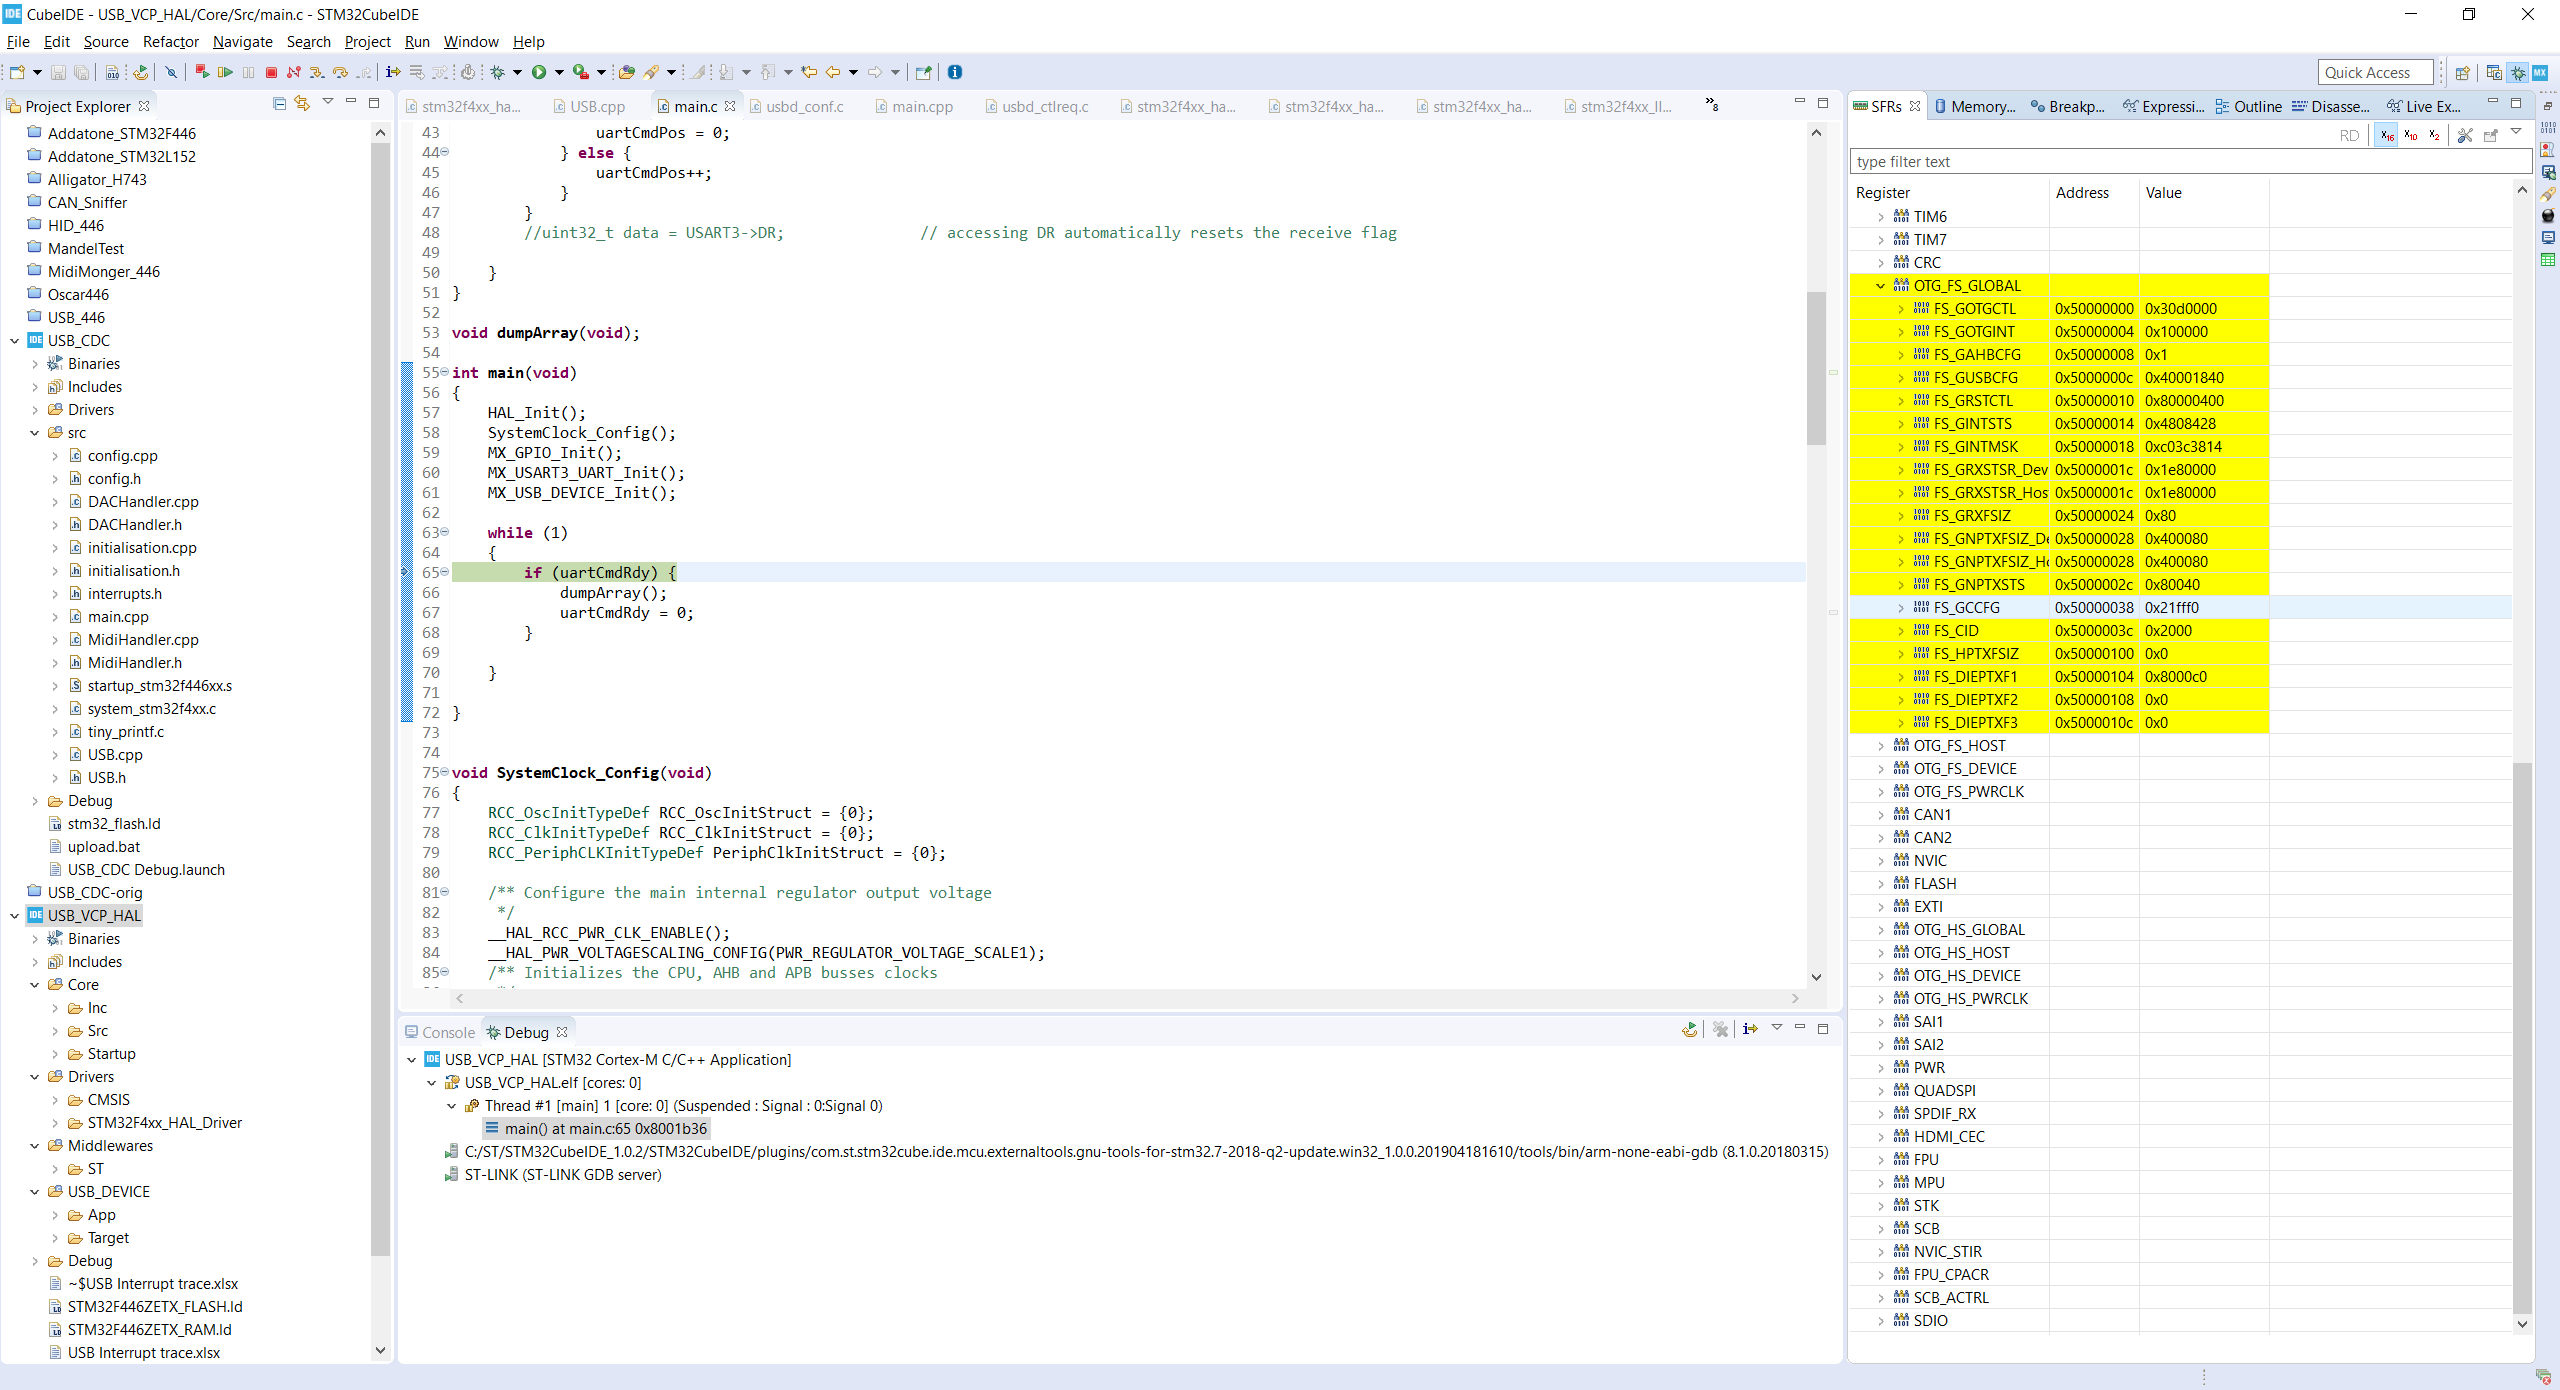 CubeIDE - USB_VCP_HAL/Core/Src/main.c - STM32CubeIDE
File Edit Source Refactor Navigate Search Project Run Window Help
Quick Access
Project Explorer
Addatone_STM32F446
Addatone_STM32L152
Alligator_H743
CAN_Sniffer
HID_446
MandelTest
MidiMonger_446
Oscar446
USB_446
USB_CDC
Binaries
Includes
Drivers
src
config.cpp
config.h
DACHandler.cpp
DACHandler.h
initialisation.cpp
initialisation.h
interrupts.h
main.cpp
MidiHandler.cpp
MidiHandler.h
startup_stm32f446xx.s
system_stm32f4xx.c
tiny_printf.c
USB.cpp
USB.h
Debug
stm32_flash.ld
upload.bat
USB_CDC Debug.launch
USB_CDC-orig
USB_VCP_HAL
Binaries
Includes
Core
Inc
Src
Startup
Drivers
CMSIS
STM32F4xx_HAL_Driver
Middlewares
ST
USB_DEVICE
App
Target
Debug
~$USB Interrupt trace.xlsx
STM32F446ZETX_FLASH.ld
STM32F446ZETX_RAM.ld
USB Interrupt trace.xlsx
stm32f4xx_ha... USB.cpp main.c usbd_conf.c main.cpp usbd_ctlreq.c stm32f4xx_ha... stm32f4xx_ha... stm32f4xx_ha... stm32f4xx_ll... »8
43 uartCmdPos = 0;
44 } else {
45 uartCmdPos++;
46 }
47 }
48 //uint32_t data = USART3->DR; // accessing DR automatically resets the receive flag
49
50 }
51 }
52
53 void dumpArray(void);
54
55 int main(void)
56 {
57 HAL_Init();
58 SystemClock_Config();
59 MX_GPIO_Init();
60 MX_USART3_UART_Init();
61 MX_USB_DEVICE_Init();
62
63 while (1)
64 {
65 if (uartCmdRdy) {
66 dumpArray();
67 uartCmdRdy = 0;
68 }
69
70 }
71
72 }
73
74
75 void SystemClock_Config(void)
76 {
77 RCC_OscInitTypeDef RCC_OscInitStruct = {0};
78 RCC_ClkInitTypeDef RCC_ClkInitStruct = {0};
79 RCC_PeriphCLKInitTypeDef PeriphClkInitStruct = {0};
80
81 /** Configure the main internal regulator output voltage
82 */
83 __HAL_RCC_PWR_CLK_ENABLE();
84 __HAL_PWR_VOLTAGESCALING_CONFIG(PWR_REGULATOR_VOLTAGE_SCALE1);
85 /** Initializes the CPU, AHB and APB busses clocks
Console Debug
USB_VCP_HAL [STM32 Cortex-M C/C++ Application]
USB_VCP_HAL.elf [cores: 0]
Thread #1 [main] 1 [core: 0] (Suspended : Signal : 0:Signal 0)
main() at main.c:65 0x8001b36
C:/ST/STM32CubeIDE_1.0.2/STM32CubeIDE/plugins/com.st.stm32cube.ide.mcu.externaltools.gnu-tools-for-stm32.7-2018-q2-update.win32_1.0.0.201904181610/tools/bin/arm-none-eabi-gdb (8.1.0.20180315)
ST-LINK (ST-LINK GDB server)
SFRs Memory... Breakp... Expressi... Outline Disasse... Live Ex...
RD X16 X10 X2
type filter text
Register Address Value
TIM6
TIM7
CRC
OTG_FS_GLOBAL
FS_GOTGCTL 0x50000000 0x30d0000
FS_GOTGINT 0x50000004 0x100000
FS_GAHBCFG 0x50000008 0x1
FS_GUSBCFG 0x5000000c 0x40001840
FS_GRSTCTL 0x50000010 0x80000400
FS_GINTSTS 0x50000014 0x4808428
FS_GINTMSK 0x50000018 0xc03c3814
FS_GRXSTSR_Dev 0x5000001c 0x1e80000
FS_GRXSTSR_Hos 0x5000001c 0x1e80000
FS_GRXFSIZ 0x50000024 0x80
FS_GNPTXFSIZ_De 0x50000028 0x400080
FS_GNPTXFSIZ_Ho 0x50000028 0x400080
FS_GNPTXSTS 0x5000002c 0x80040
FS_GCCFG 0x50000038 0x21fff0
FS_CID 0x5000003c 0x2000
FS_HPTXFSIZ 0x50000100 0x0
FS_DIEPTXF1 0x50000104 0x8000c0
FS_DIEPTXF2 0x50000108 0x0
FS_DIEPTXF3 0x5000010c 0x0
OTG_FS_HOST
OTG_FS_DEVICE
OTG_FS_PWRCLK
CAN1
CAN2
NVIC
FLASH
EXTI
OTG_HS_GLOBAL
OTG_HS_HOST
OTG_HS_DEVICE
OTG_HS_PWRCLK
SAI1
SAI2
PWR
QUADSPI
SPDIF_RX
HDMI_CEC
FPU
MPU
STK
SCB
NVIC_STIR
FPU_CPACR
SCB_ACTRL
SDIO